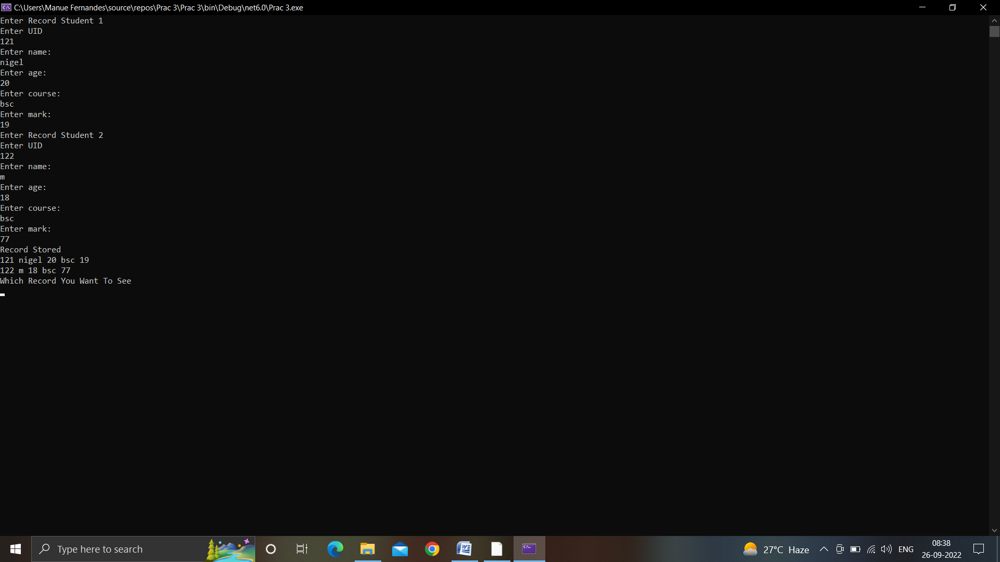 C:\Users\Manue Fernandes\source\repos\Prac 3\Prac 3\bin\Debug\net6.0\Prac 3.exe
Enter Record Student 1
Enter UID
121
Enter name:
nigel
Enter age:
20
Enter course:
bsc
Enter mark:
19
Enter Record Student 2
Enter UID
122
Enter name:
m
Enter age:
18
Enter course:
bsc
Enter mark:
77
Record Stored
121 nigel 20 bsc 19
122 m 18 bsc 77
Which Record You Want To See
Type here to search
27°C Haze
ENG
08:38
26-09-2022